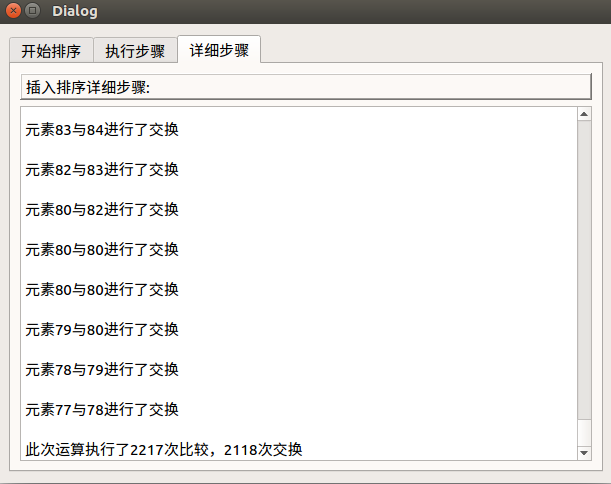 Dialog
开始排序 执行步骤 详细步骤
插入排序详细步骤:
元素83与84进行了交换
元素82与83进行了交换
元素80与82进行了交换
元素80与80进行了交换
元素80与80进行了交换
元素79与80进行了交换
元素78与79进行了交换
元素77与78进行了交换
此次运算执行了2217次比较，2118次交换